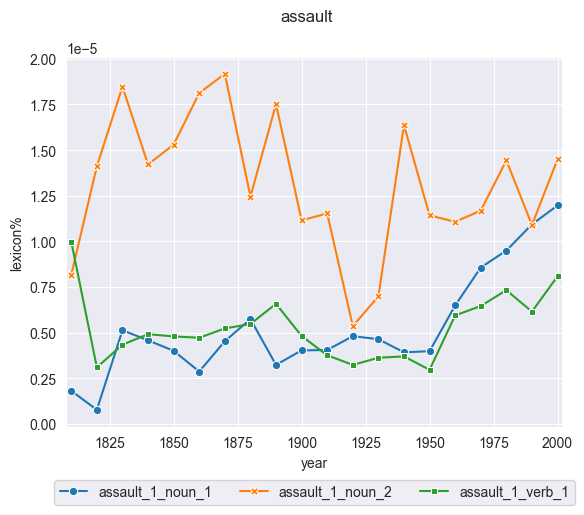 assault
1e−5
2.00
1.75
1.50
1.25
1.00
0.75
0.50
0.25
0.00
lexicon%
1825 1850 1875 1900 1925 1950 1975 2000
year
assault_1_noun_1 assault_1_noun_2 assault_1_verb_1